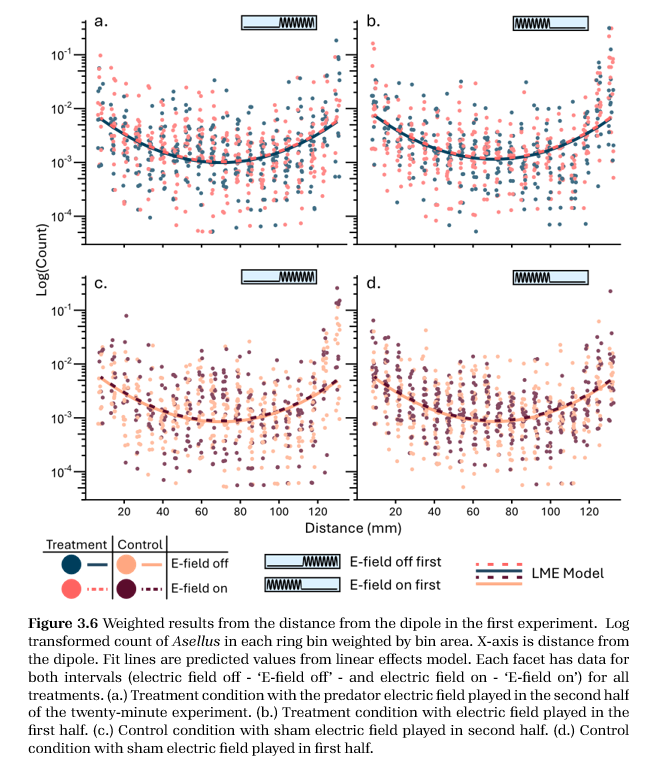 a.
b.
10-1
10-2
10-3
10-4
Log(Count)
c.
d.
10-1
10-2
10-3
10-4
20 40 60 80 100 120
20 40 60 80 100 120
Distance (mm)
Treatment Control
E-field off
E-field on
E-field off first
E-field on first
LME Model
Figure 3.6 Weighted results from the distance from the dipole in the first experiment. Log
transformed count of Asellus in each ring bin weighted by bin area. X-axis is distance from
the dipole. Fit lines are predicted values from linear effects model. Each facet has data for
both intervals (electric field off - ‘E-field off’ - and electric field on - ‘E-field on’) for all
treatments. (a.) Treatment condition with the predator electric field played in the second half
of the twenty-minute experiment. (b.) Treatment condition with electric field played in the
first half. (c.) Control condition with sham electric field played in second half. (d.) Control
condition with sham electric field played in first half.